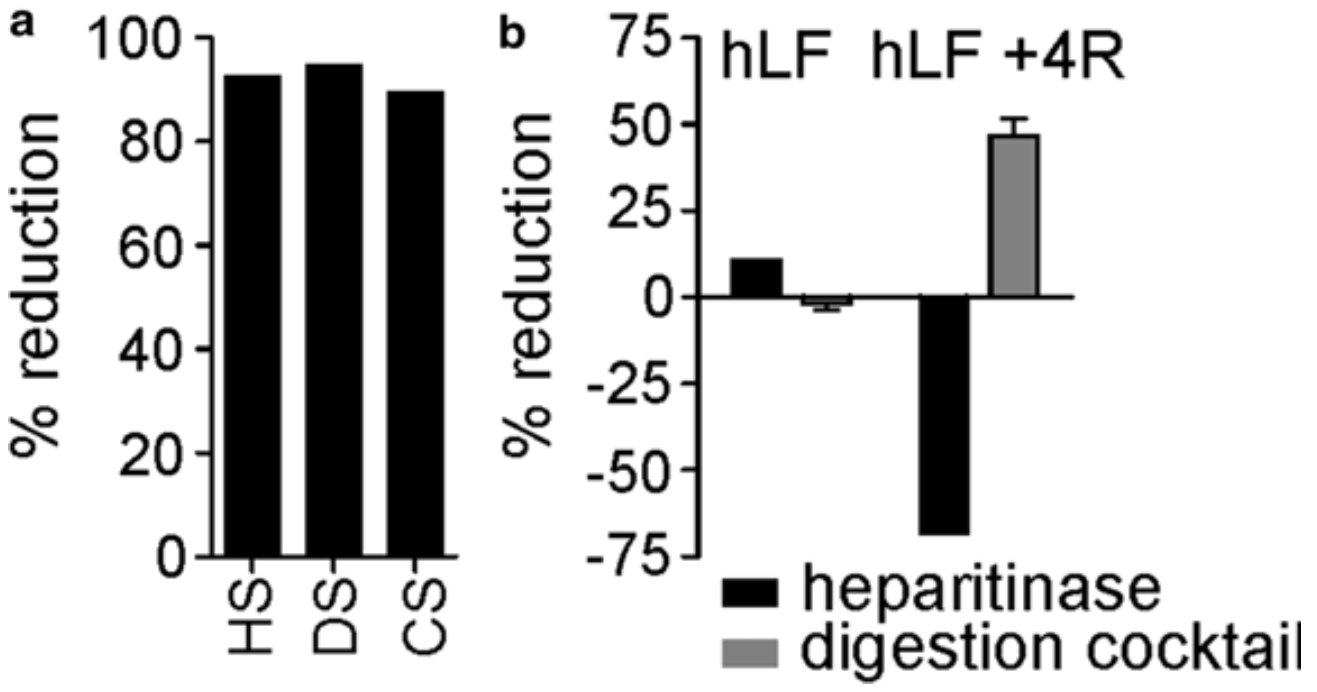 a
% reduction
100
80
60
40
20
0
HS
DS
CS
b
% reduction
75
50
25
0
-25
-50
-75
hLF hLF +4R
heparitinase
digestion cocktail